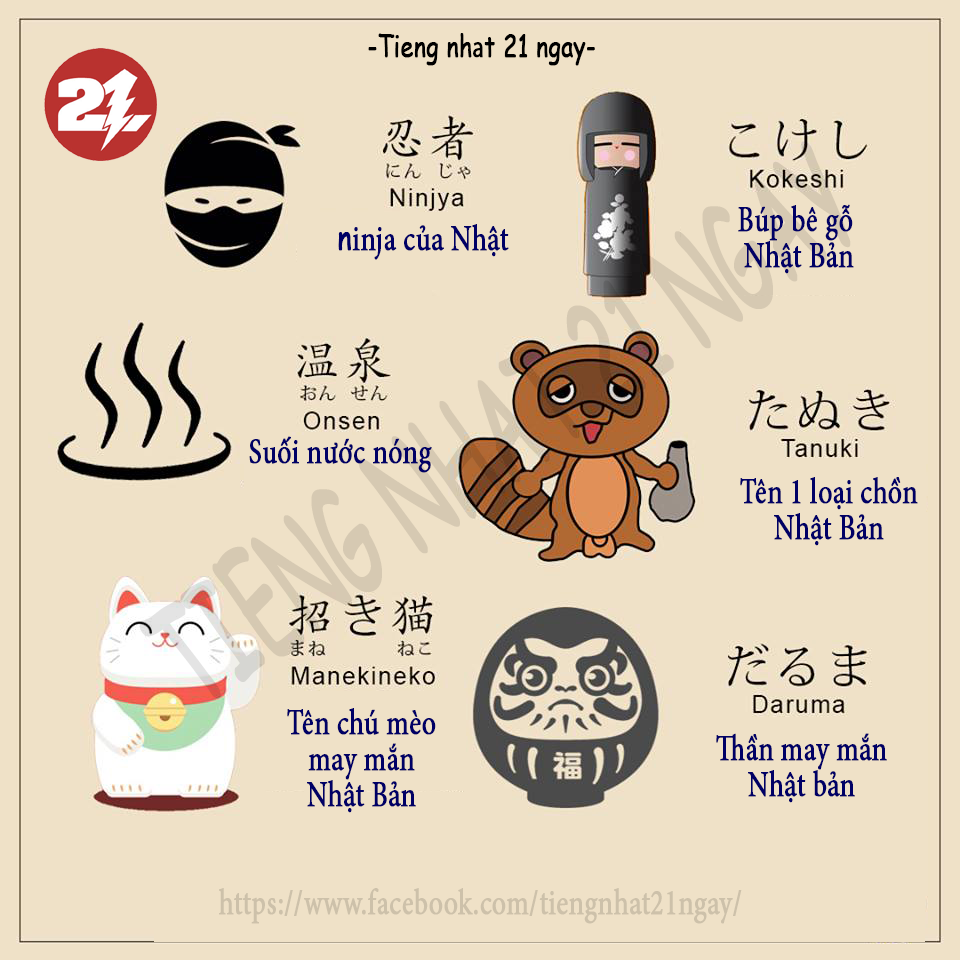 -Tieng nhat 21 ngay-
21
忍者
にん じゃ
Ninjya
ninja của Nhật
こけし
Kokeshi
Búp bê gỗ
Nhật Bản
温泉
おん せん
Onsen
Suối nước nóng
たぬき
Tanuki
Tên 1 loại chồn
Nhật Bản
招き猫
まね ねこ
Manekineko
Tên chú mèo
may mắn
Nhật Bản
福
だるま
Daruma
Thần may mắn
Nhật bản
TIENG NHAT 21 NGAY
https://www.facebook.com/tiengnhat21ngay/